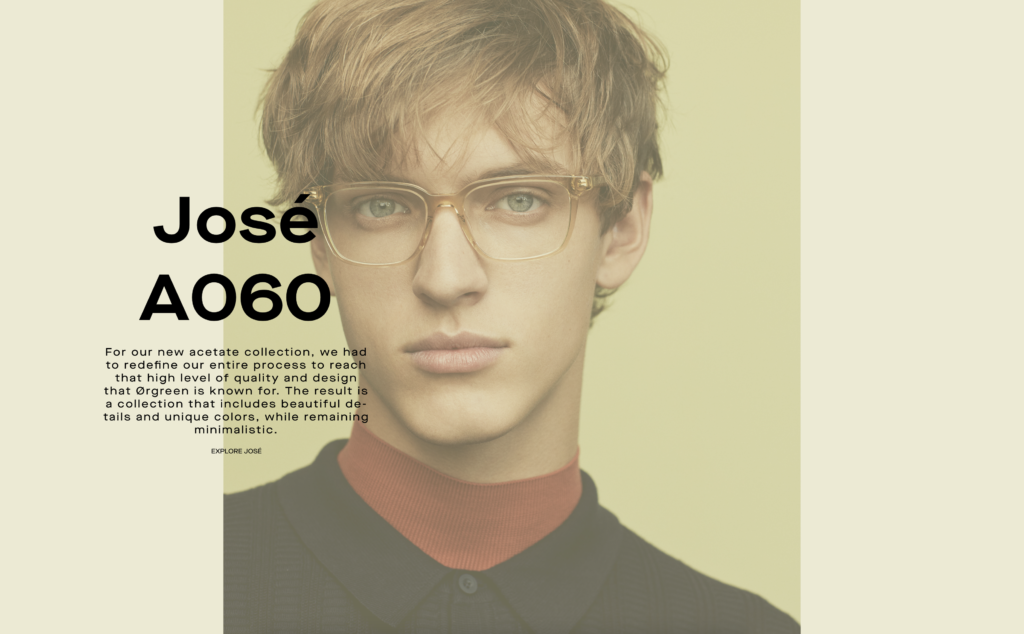 José
A060
For our new acetate collection, we had
to redefine our entire process to reach
that high level of quality and design
that Ørgreen is known for. The result is
a collection that includes beautiful de-
tails and unique colors, while remaining
minimalistic.
EXPLORE JOSÉ